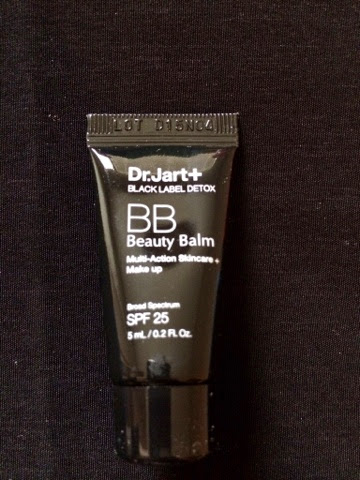 LOT D15N04
Dr.Jart+
BLACK LABEL DETOX
BB
Beauty Balm
Multi-Action Skincare +
Make up
Broad Spectrum
SPF 25
5 mL / 0.2 Fl. Oz.